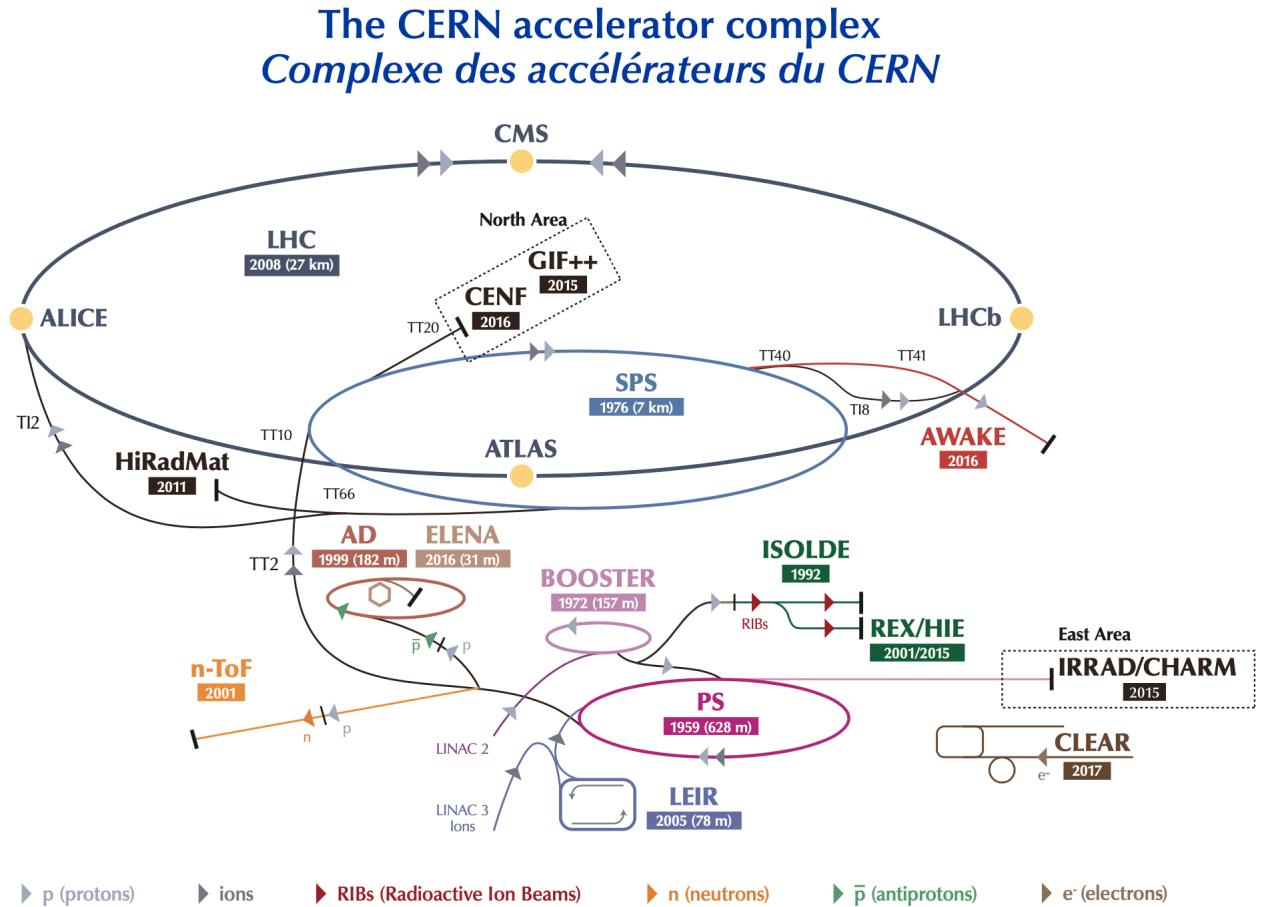 The CERN accelerator complex
Complexe des accélérateurs du CERN
CMS
North Area
LHC
2008 (27 km)
GIF++
2015
CENF
2016
ALICE
LHCb
TT20
TT40
TT41
SPS
1976 (7 km)
TI2
TI8
TT10
ATLAS
AWAKE
2016
HiRadMat
2011
TT66
AD
1999 (182 m)
ELENA
2016 (31 m)
TT2
ISOLDE
1992
BOOSTER
1972 (157 m)
RIBs
REX/HIE
2001/2015
East Area
p̅
p
IRRAD/CHARM
2015
n-ToF
2001
PS
1959 (628 m)
n
p
LINAC 2
CLEAR
2017
e-
LEIR
2005 (78 m)
LINAC 3
Ions
p (protons)
ions
RIBs (Radioactive Ion Beams)
n (neutrons)
p̅ (antiprotons)
e- (electrons)